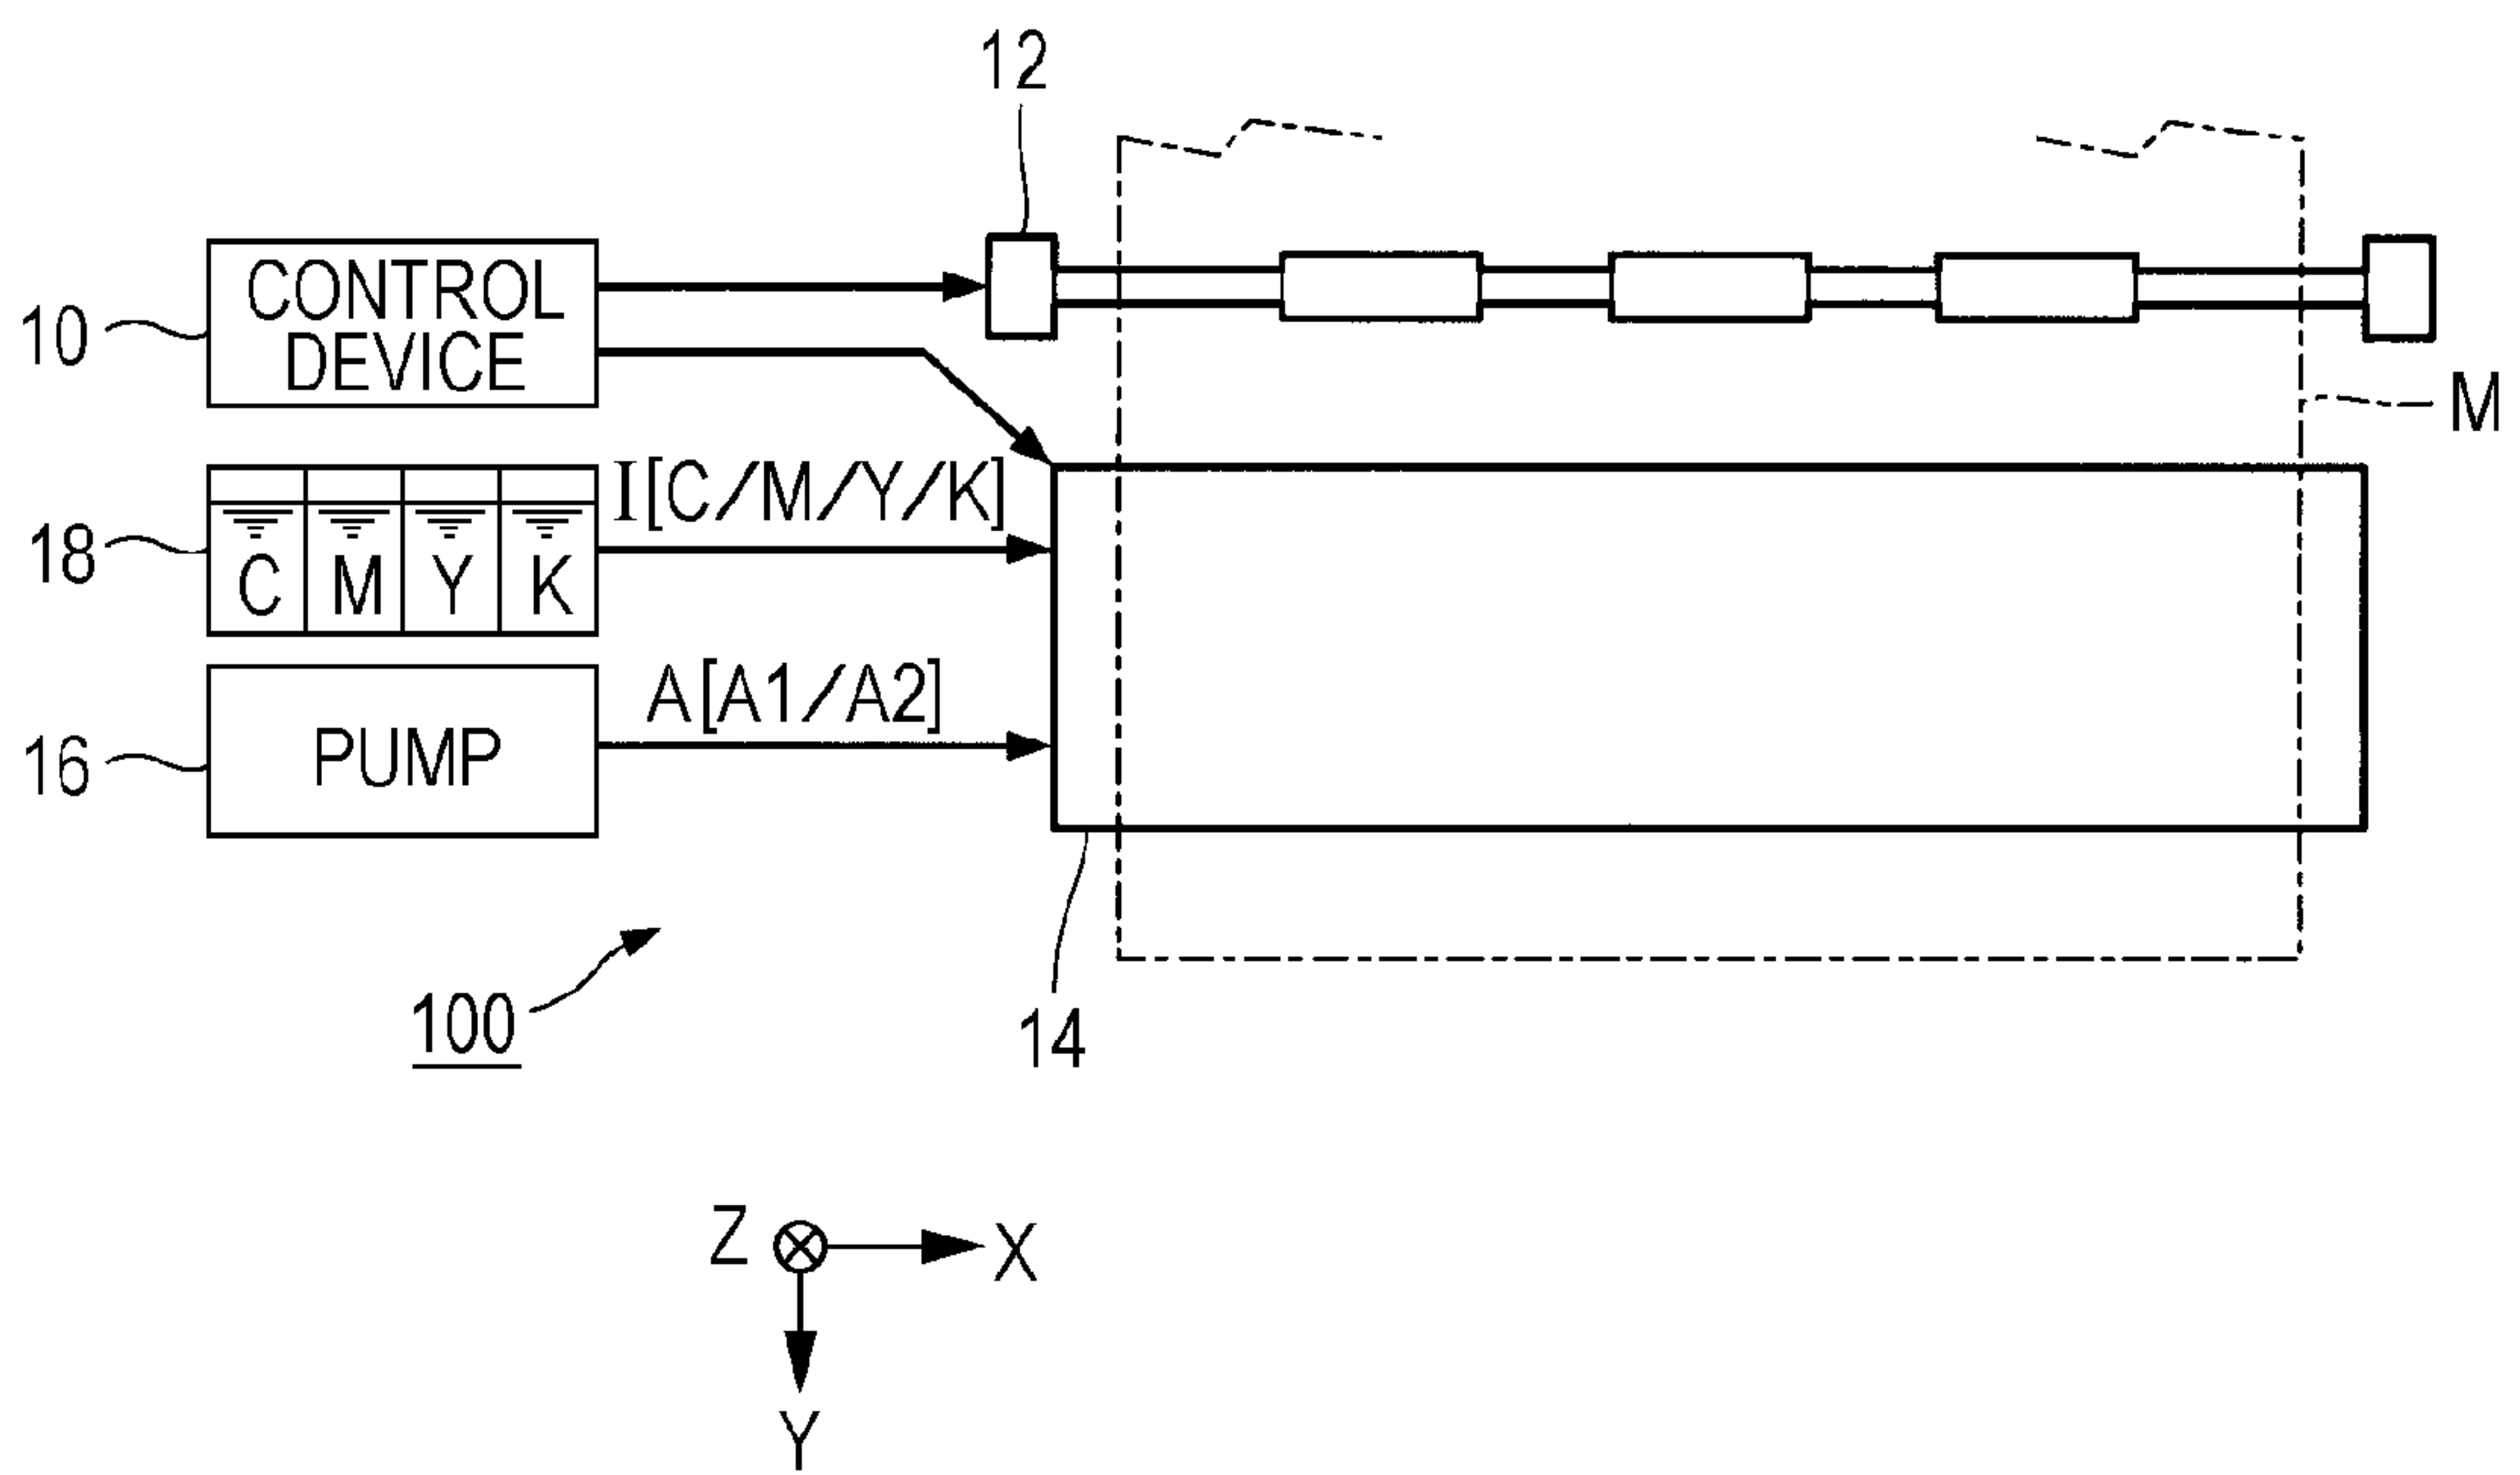 12
CONTROL
DEVICE
10
M
I[C/M/Y/K]
18
C M Y K
A[A1/A2]
PUMP
16
100
14
Z
X
Y